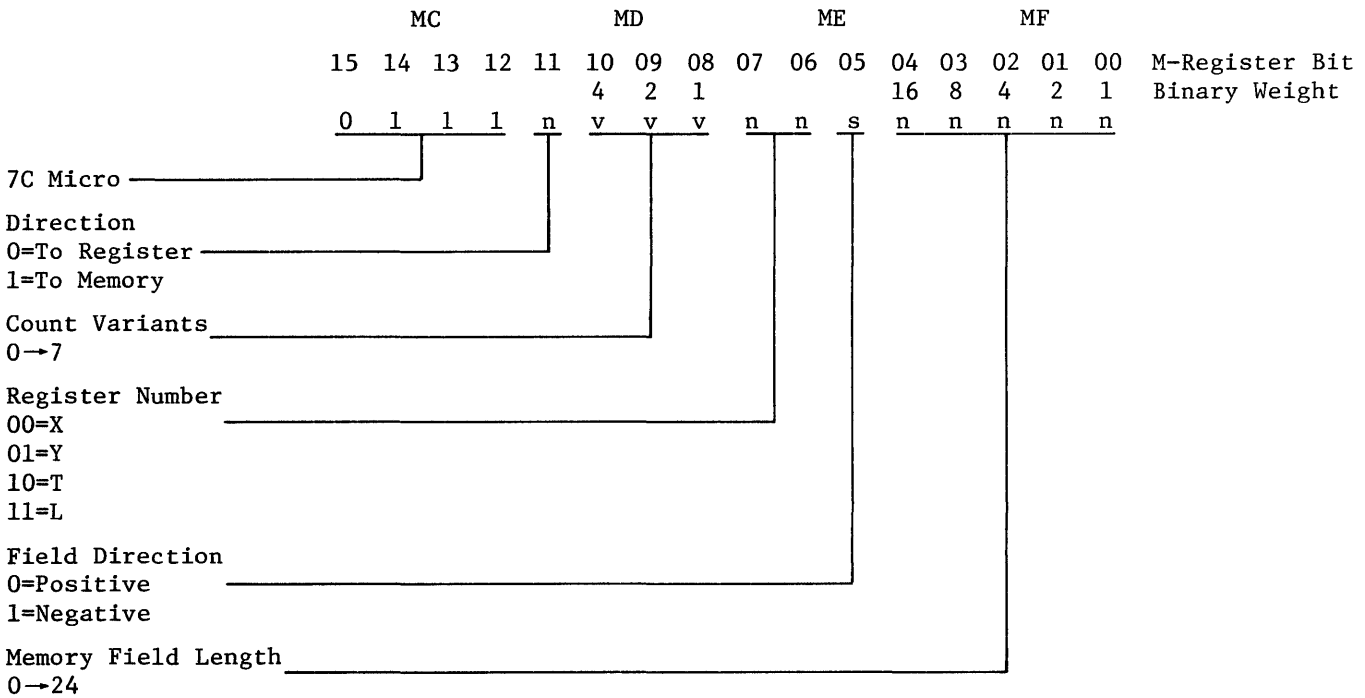 MC MD ME MF
15 14 13 12 11 10 09 08 07 06 05 04 03 02 01 00 M-Register Bit
4 2 1 16 8 4 2 1 Binary Weight
0 1 1 1 n v v v n n s n n n n n
7C Micro
Direction
0=To Register
1=To Memory
Count Variants
0→7
Register Number
00=X
01=Y
10=T
11=L
Field Direction
0=Positive
1=Negative
Memory Field Length
0→24